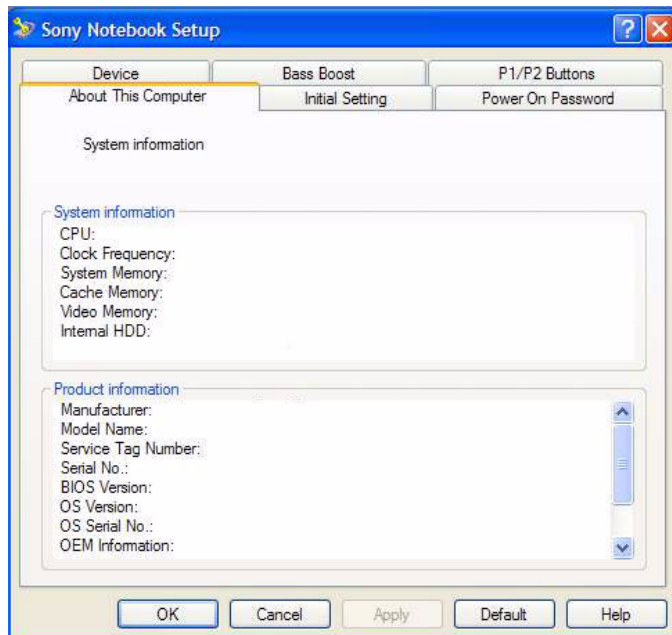 Sony Notebook Setup
Device Bass Boost P1/P2 Buttons
About This Computer Initial Setting Power On Password
System information
System information
CPU:
Clock Frequency:
System Memory:
Cache Memory:
Video Memory:
Internal HDD:
Product information
Manufacturer:
Model Name:
Service Tag Number:
Serial No.:
BIOS Version:
OS Version:
OS Serial No.:
OEM Information:
OK Cancel Apply Default Help